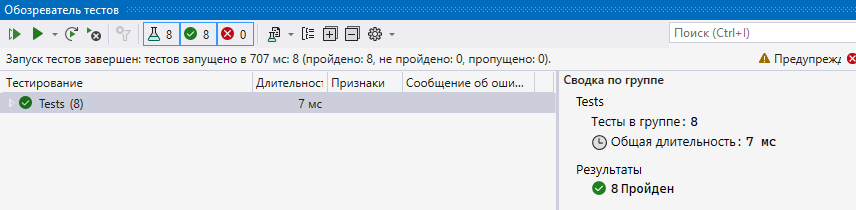 Обозреватель тестов
8 8 0
Поиск (Ctrl+I)
Запуск тестов завершен: тестов запущено в 707 мс: 8 (пройдено: 8, не пройдено: 0, пропущено: 0).
Предупрежд
Тестирование Длительност Признаки Сообщение об оши...
Tests (8) 7 мс
Сводка по группе
Tests
Тесты в группе: 8
Общая длительность: 7 мс
Результаты
8 Пройден